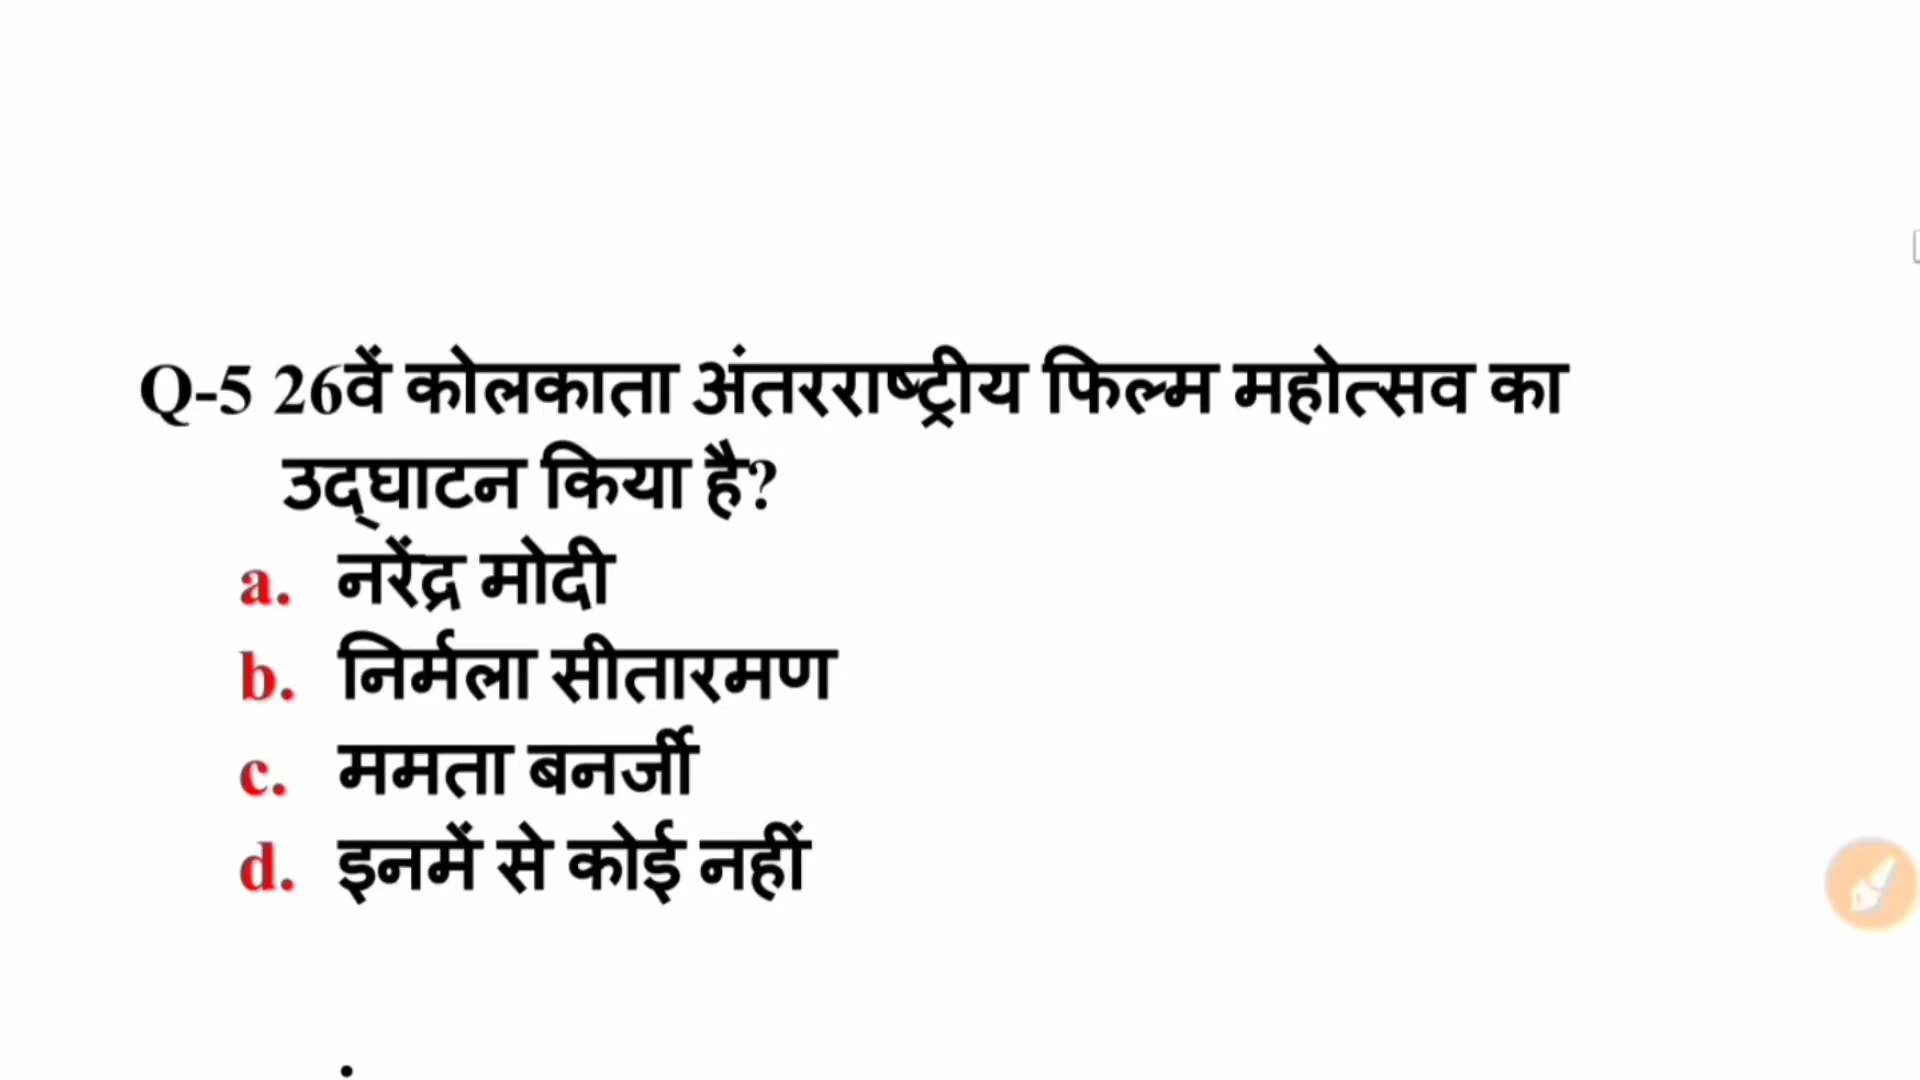 Q-5 26वें कोलकाता अंतरराष्ट्रीय फिल्म महोत्सव का
उद्‌घाटन किया है?
a. नरेंद्र मोदी
b. निर्मला सीतारमण
c. ममता बनर्जी
d. इनमें से कोई नहीं